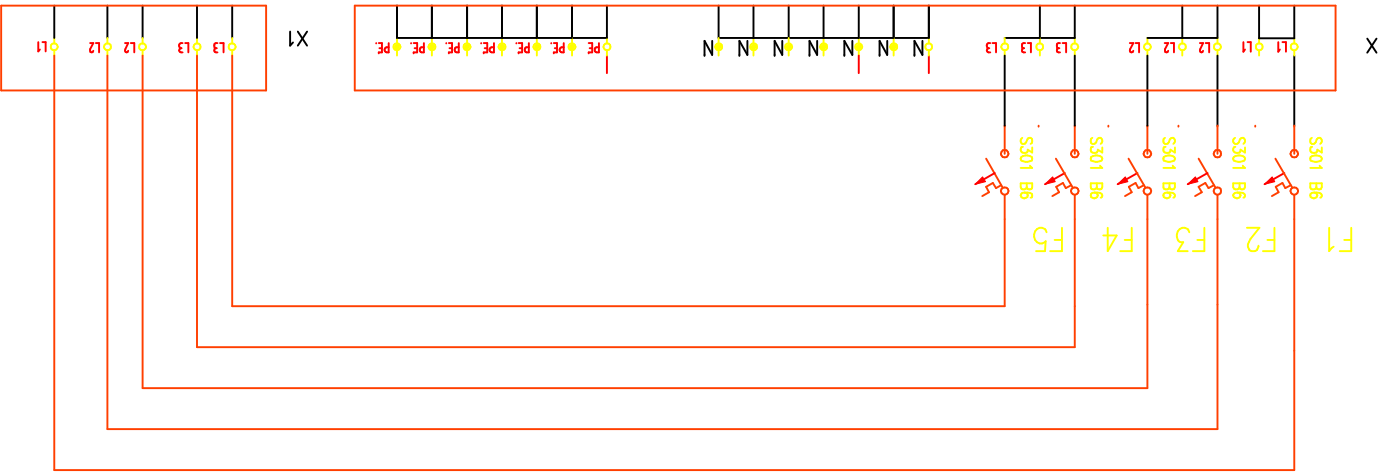 F1 F2 F3 F4 F5
S301 B6
S301 B6
S301 B6
S301 B6
S301 B6
X L1 L1 L2 L2 L2 L3 L3 L3 N N N N N N N PE PE. PE. PE. PE. PE. PE.
X1 L3 L3 L2 L2 L1